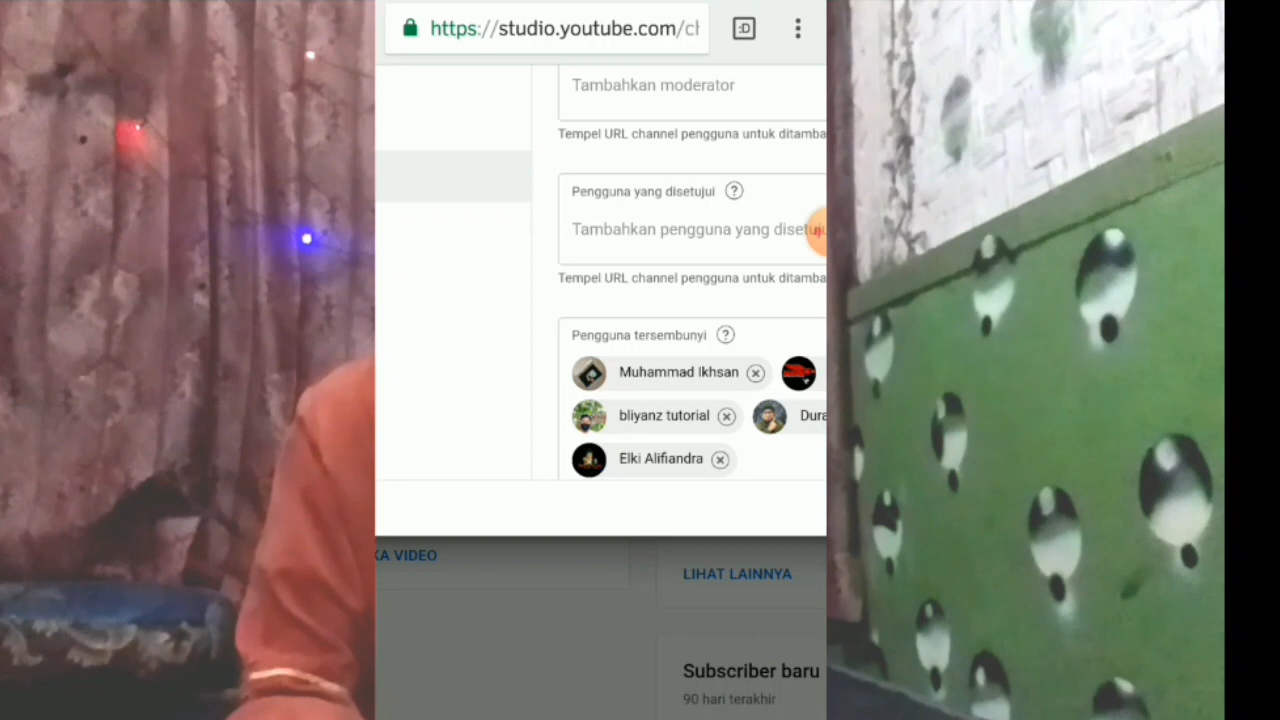 https://studio.youtube.com/ch
:D
Tambahkan moderator
Tempel URL channel pengguna untuk ditamba
Pengguna yang disetujui ?
Tambahkan pengguna yang disetuju
Tempel URL channel pengguna untuk ditamba
Pengguna tersembunyi ?
Muhammad Ikhsan
bliyanz tutorial
Dura
Elki Alifiandra
KA VIDEO
LIHAT LAINNYA
Subscriber baru
90 hari terakhir